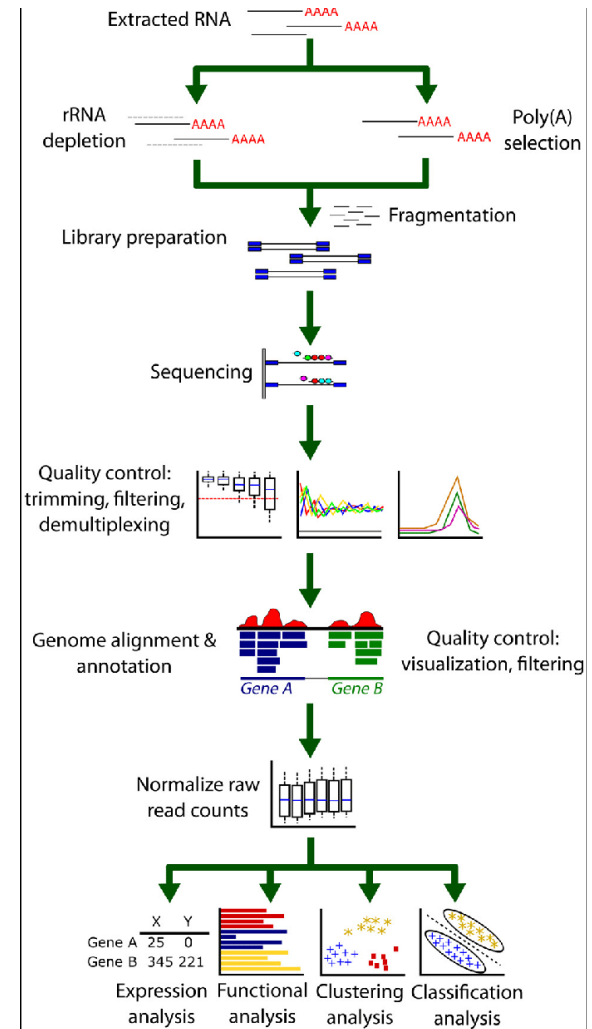 Extracted RNA
AAAA
AAAA
rRNA
depletion
AAAA
AAAA
AAAA
AAAA
Poly(A)
selection
Fragmentation
Library preparation
Sequencing
Quality control:
trimming, filtering,
demultiplexing
Genome alignment &
annotation
Gene A
Gene B
Quality control:
visualization, filtering
Normalize raw
read counts
X Y
Gene A 25 0
Gene B 345 221
Expression
analysis
Functional
analysis
Clustering
analysis
Classification
analysis